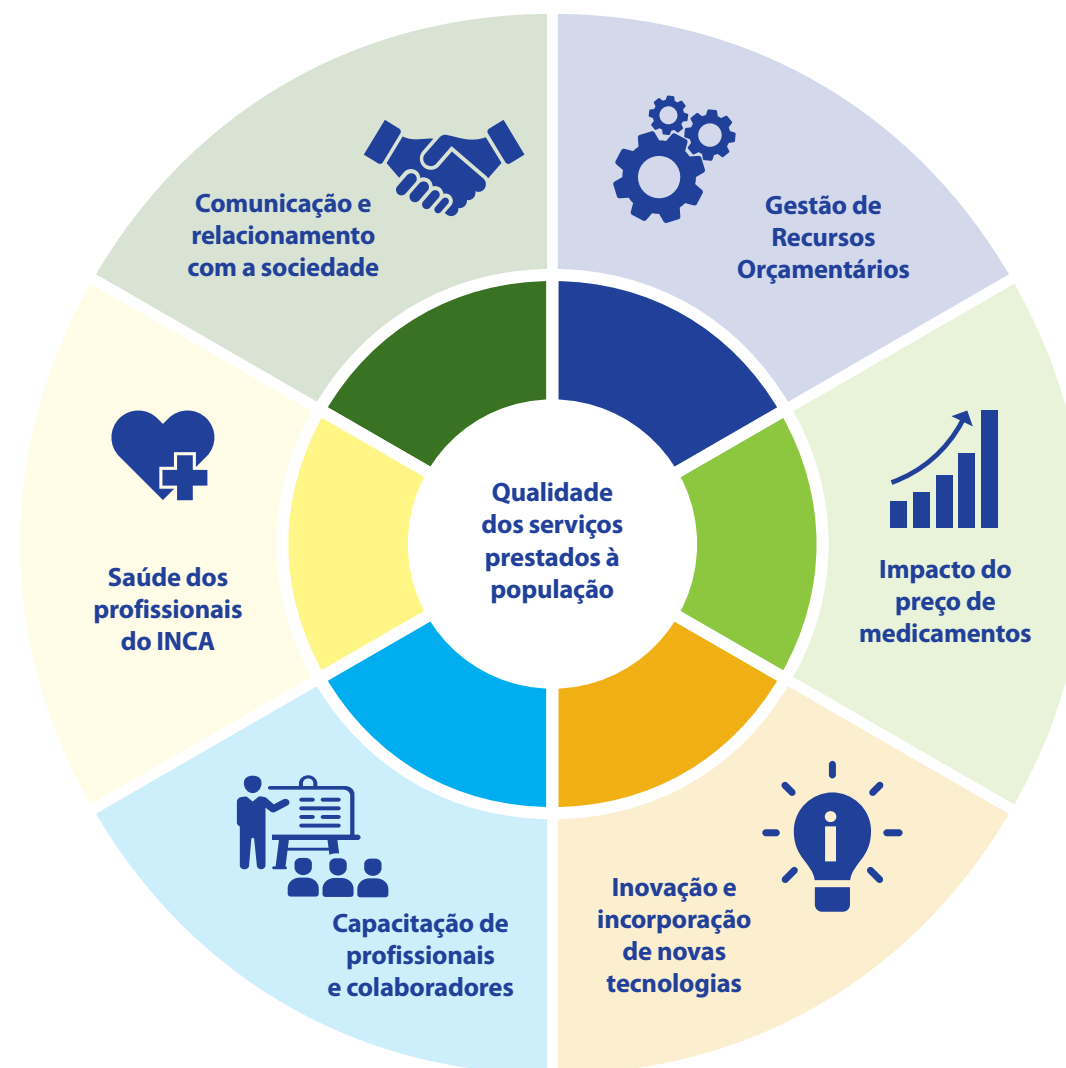 Comunicação e
relacionamento
com a sociedade
Gestão de
Recursos
Orçamentários
Saúde dos
profissionais
do INCA
Qualidade
dos serviços
prestados à
população
Impacto do
preço de
medicamentos
Capacitação de
profissionais
e colaboradores
i
Inovação e
incorporação
de novas
tecnologias